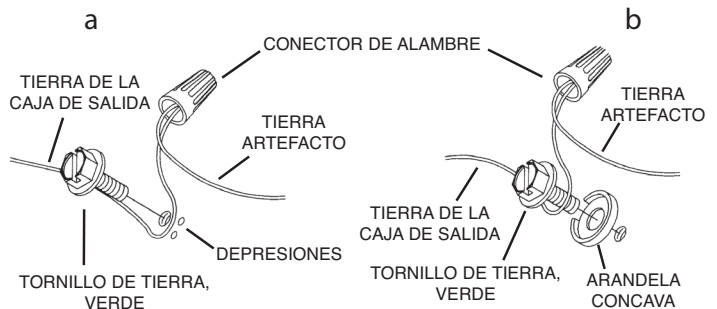 a
b
CONECTOR DE ALAMBRE
TIERRA DE LA
CAJA DE SALIDA
TIERRA
ARTEFACTO
TIERRA
ARTEFACTO
DEPRESIONES
TORNILLO DE TIERRA,
VERDE
TIERRA DE LA
CAJA DE SALIDA
TORNILLO DE TIERRA,
VERDE
ARANDELA
CONCAVA